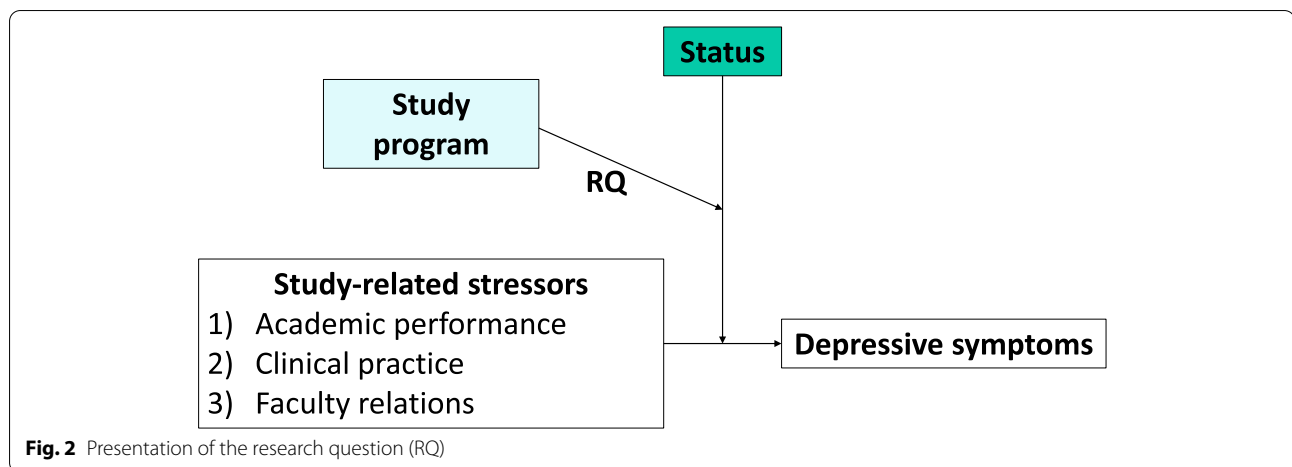 Status
Study
program
RQ
Study-related stressors
1) Academic performance
2) Clinical practice
3) Faculty relations
Depressive symptoms
Fig. 2 Presentation of the research question (RQ)